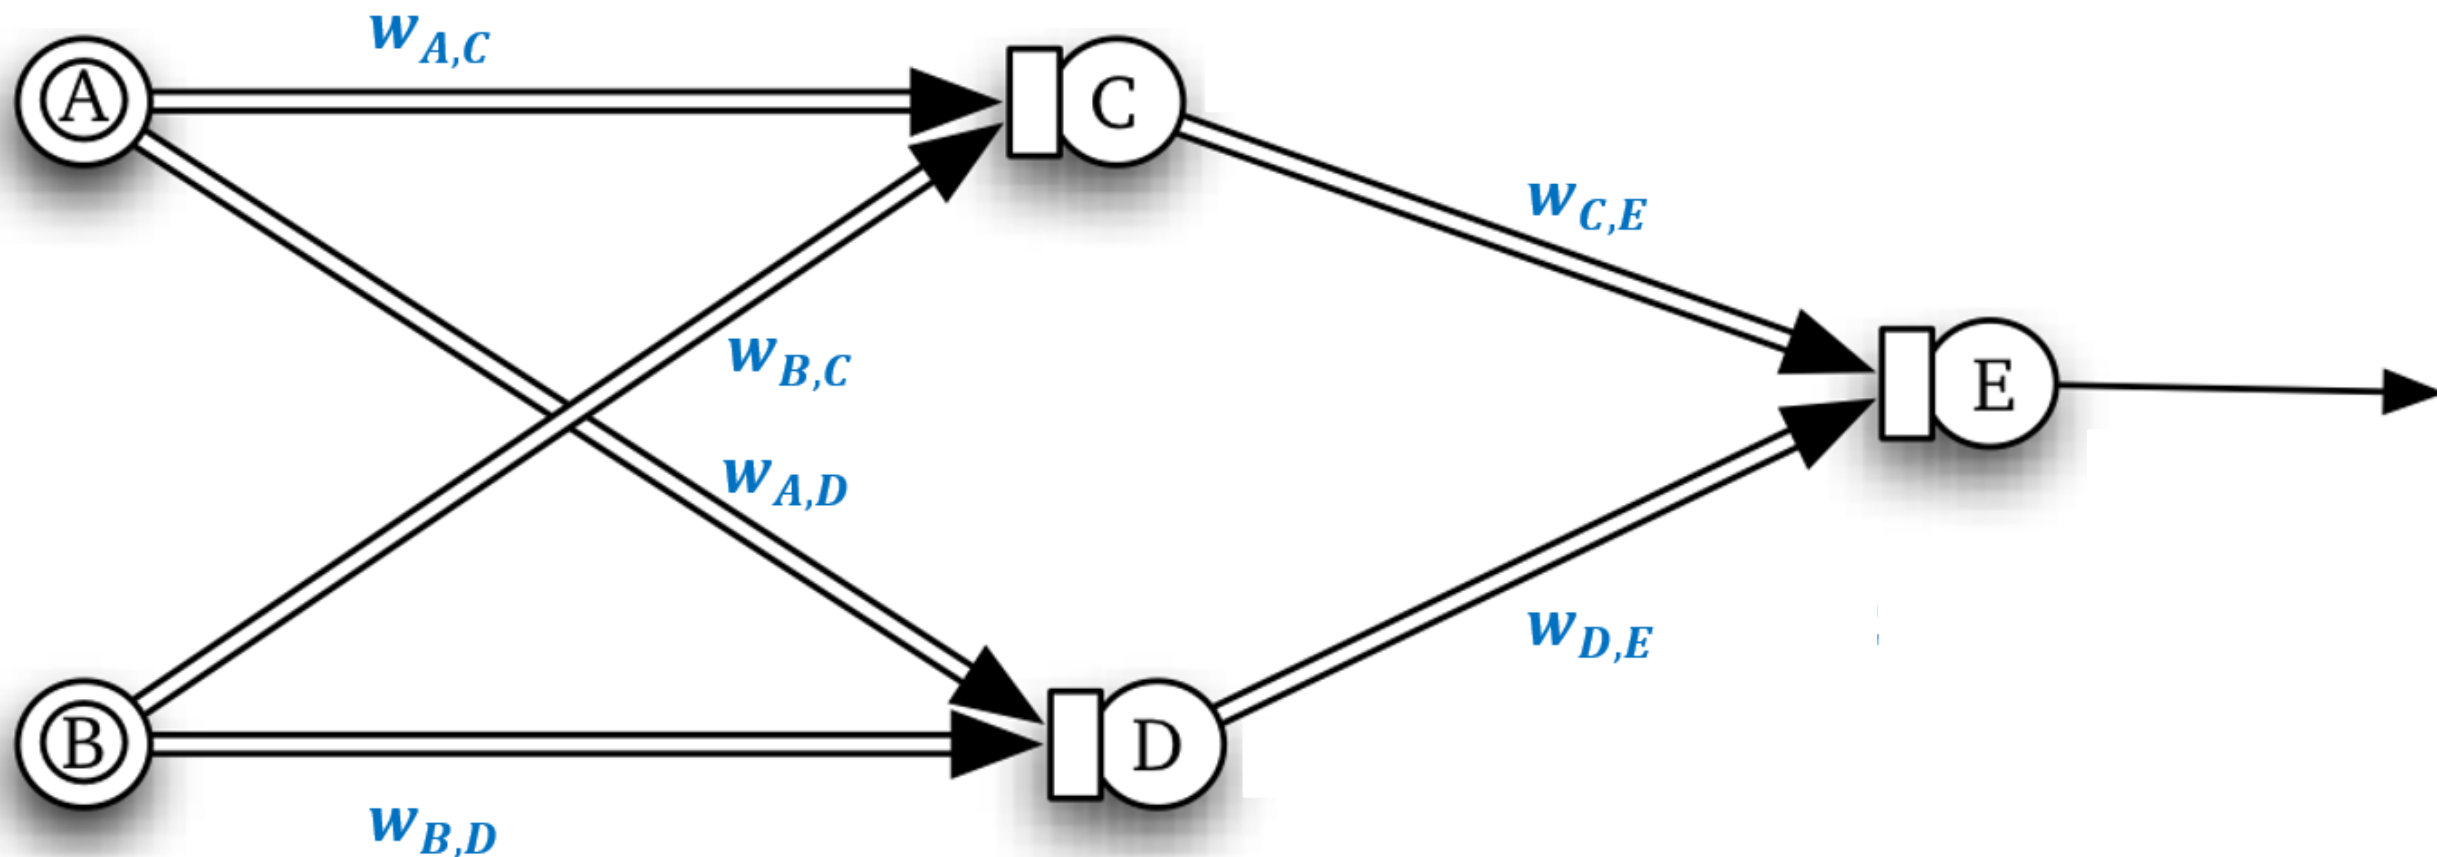 w_{A,C}
A
C
w_{C,E}
w_{B,C}
E
w_{A,D}
w_{D,E}
B
D
w_{B,D}